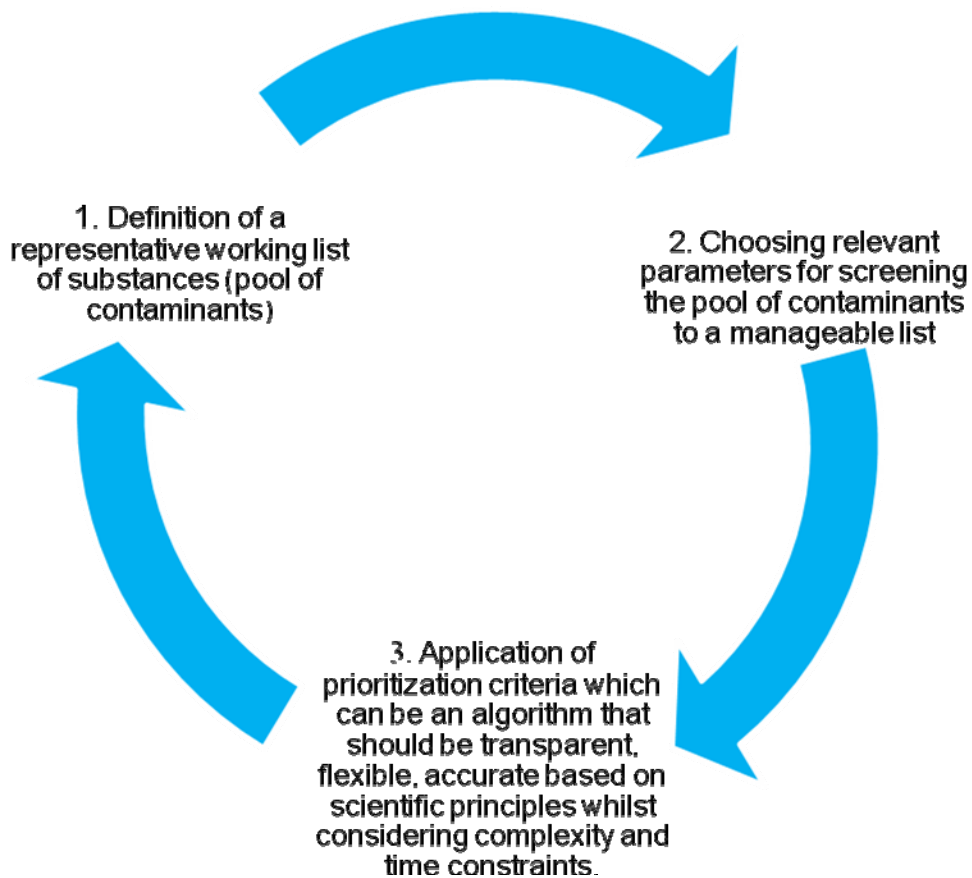 1. Definition of a
representative working list
of substances (pool of
contaminants)
2. Choosing relevant
parameters for screening
the pool of contaminants
to a manageable list
3. Application of
prioritization criteria which
can be an algorithm that
should be transparent,
flexible, accurate based on
scientific principles whilst
considering complexity and
time constraints.